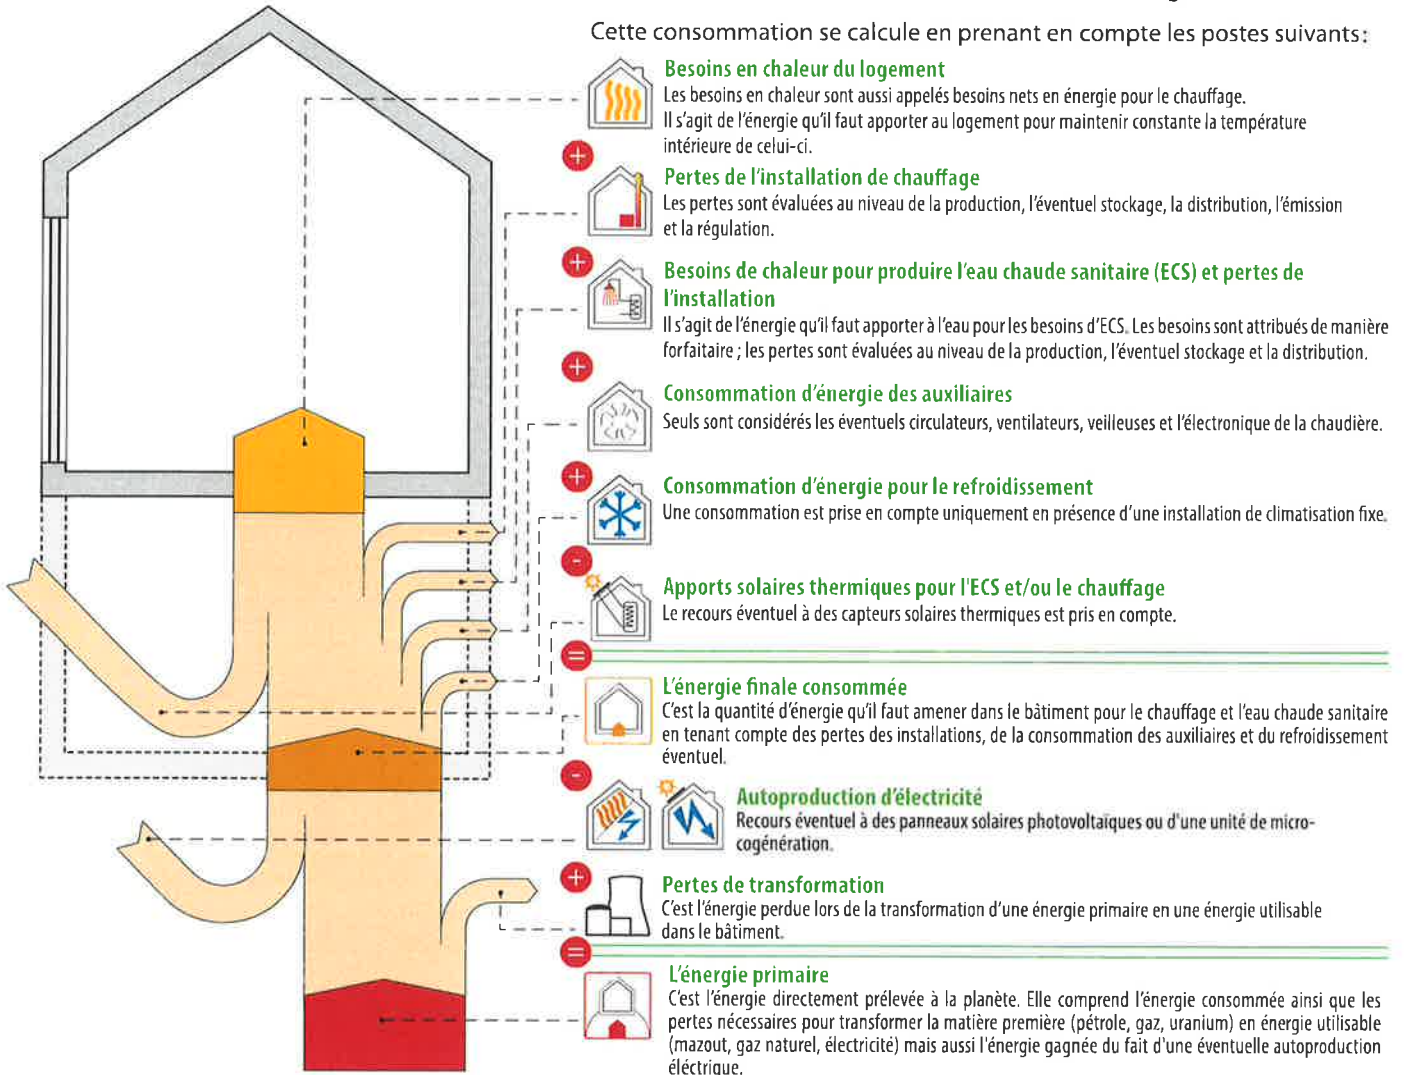 Cette consommation se calcule en prenant en compte les postes suivants:
Besoins en chaleur du logement
Les besoins en chaleur sont aussi appelés besoins nets en énergie pour le chauffage.
Il s'agit de l'énergie qu'il faut apporter au logement pour maintenir constante la température
intérieure de celui-ci.
+
Pertes de l'installation de chauffage
Les pertes sont évaluées au niveau de la production, l'éventuel stockage, la distribution, l'émission
et la régulation.
+
Besoins de chaleur pour produire l'eau chaude sanitaire (ECS) et pertes de
l'installation
Il s'agit de l'énergie qu'il faut apporter à l'eau pour les besoins d'ECS. Les besoins sont attribués de manière
forfaitaire ; les pertes sont évaluées au niveau de la production, l'éventuel stockage et la distribution.
+
Consommation d'énergie des auxiliaires
Seuls sont considérés les éventuels circulateurs, ventilateurs, veilleuses et l'électronique de la chaudière.
+
Consommation d'énergie pour le refroidissement
Une consommation est prise en compte uniquement en présence d'une installation de climatisation fixe.
-
Apports solaires thermiques pour l'ECS et/ou le chauffage
Le recours éventuel à des capteurs solaires thermiques est pris en compte.
=
L'énergie finale consommée
C'est la quantité d'énergie qu'il faut amener dans le bâtiment pour le chauffage et l'eau chaude sanitaire
en tenant compte des pertes des installations, de la consommation des auxiliaires et du refroidissement
éventuel.
-
Autoproduction d'électricité
Recours éventuel à des panneaux solaires photovoltaïques ou d'une unité de micro-
cogénération.
+
Pertes de transformation
C'est l'énergie perdue lors de la transformation d'une énergie primaire en une énergie utilisable
dans le bâtiment.
=
L'énergie primaire
C'est l'énergie directement prélevée à la planète. Elle comprend l'énergie consommée ainsi que les
pertes nécessaires pour transformer la matière première (pétrole, gaz, uranium) en énergie utilisable
(mazout, gaz naturel, électricité) mais aussi l'énergie gagnée du fait d'une éventuelle autoproduction
éléctrique.